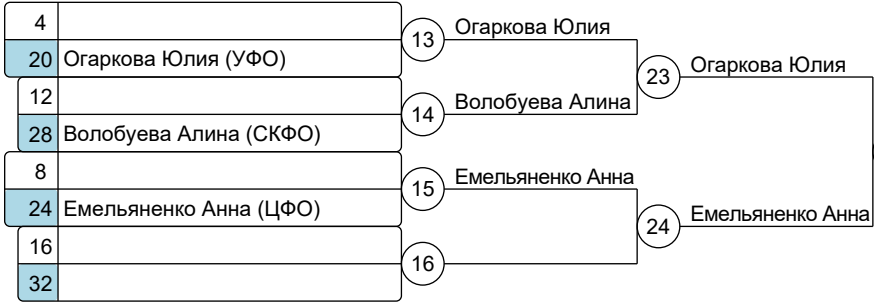 4
20 Огаркова Юлия (УФО)
12
28 Волобуева Алина (СКФО)
8
24 Емельяненко Анна (ЦФО)
16
32
13 Огаркова Юлия
14 Волобуева Алина
15 Емельяненко Анна
16
23 Огаркова Юлия
24 Емельяненко Анна